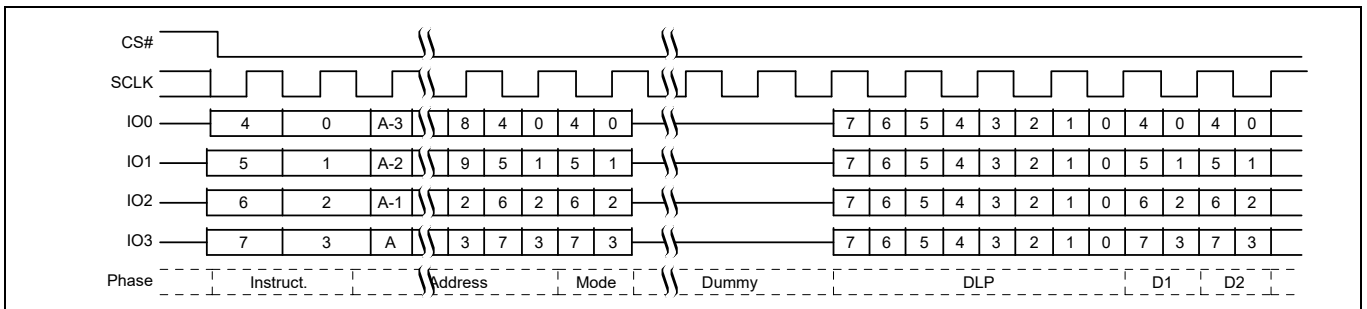 CS#
SCLK
IO0 4 0 A-3 8 4 0 4 0 7 6 5 4 3 2 1 0 4 0 4 0
IO1 5 1 A-2 9 5 1 5 1 7 6 5 4 3 2 1 0 5 1 5 1
IO2 6 2 A-1 2 6 2 6 2 7 6 5 4 3 2 1 0 6 2 6 2
IO3 7 3 A 3 7 3 7 3 7 6 5 4 3 2 1 0 7 3 7 3
Phase Instruct. Address Mode Dummy DLP D1 D2